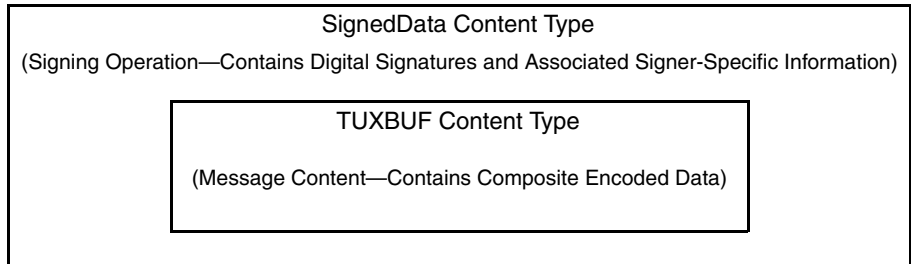 SignedData Content Type
(Signing Operation—Contains Digital Signatures and Associated Signer-Specific Information)
TUXBUF Content Type
(Message Content—Contains Composite Encoded Data)